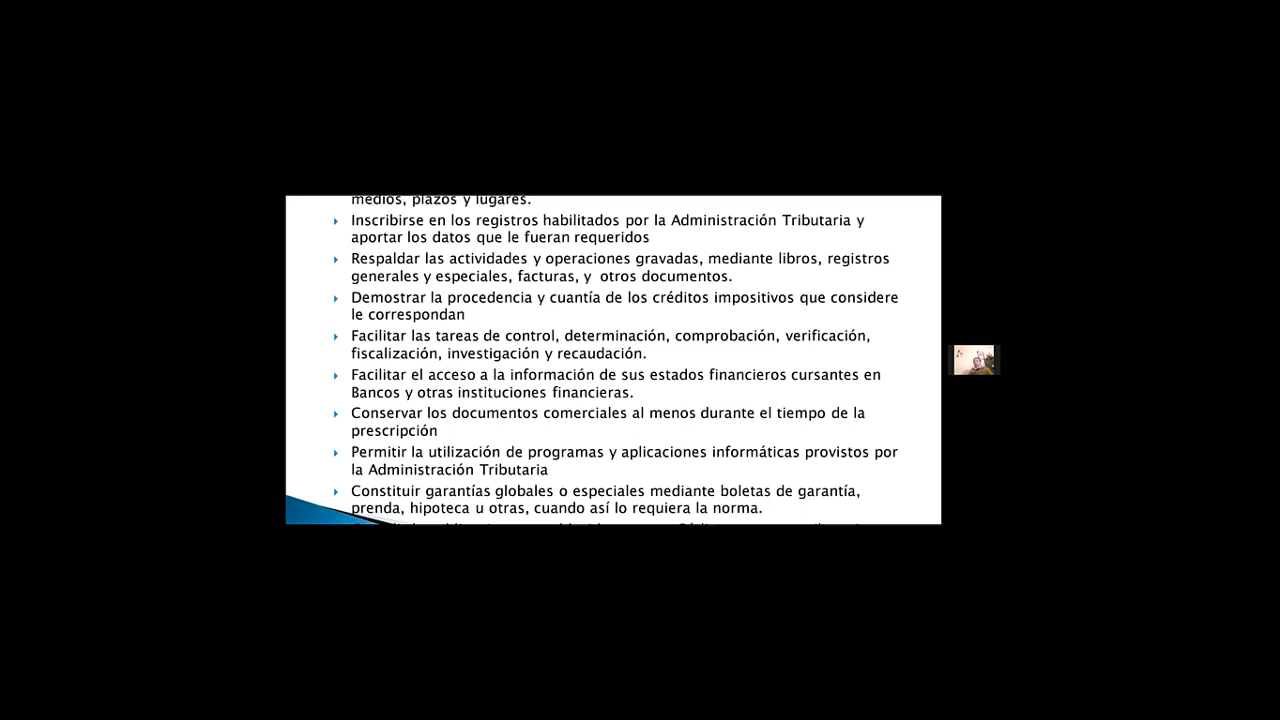 medios, plazos y lugares.
Inscribirse en los registros habilitados por la Administración Tributaria y
aportar los datos que le fueran requeridos
Respaldar las actividades y operaciones gravadas, mediante libros, registros
generales y especiales, facturas, y otros documentos.
Demostrar la procedencia y cuantía de los créditos impositivos que considere
le correspondan
Facilitar las tareas de control, determinación, comprobación, verificación,
fiscalización, investigación y recaudación.
Facilitar el acceso a la información de sus estados financieros cursantes en
Bancos y otras instituciones financieras.
Conservar los documentos comerciales al menos durante el tiempo de la
prescripción
Permitir la utilización de programas y aplicaciones informáticas provistos por
la Administración Tributaria
Constituir garantías globales o especiales mediante boletas de garantía,
prenda, hipoteca u otras, cuando así lo requiera la norma.